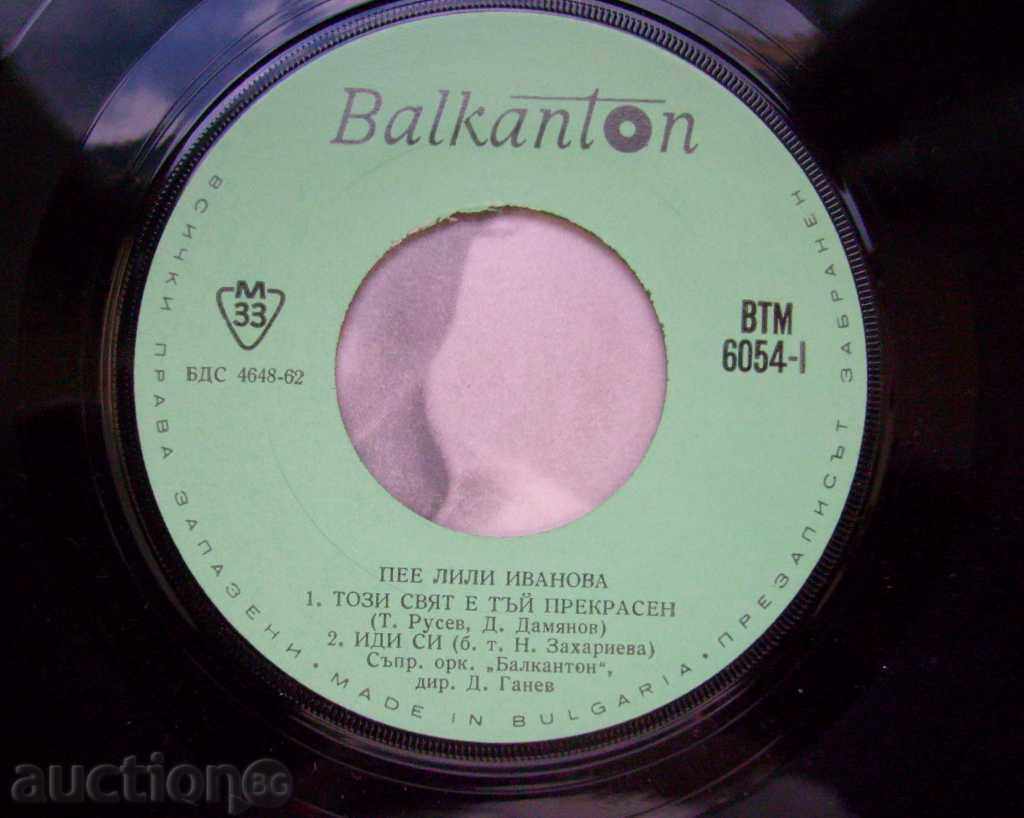 Balkanton
M
33
БДС 4648-62
ВТМ
6054-I
ПЕЕ ЛИЛИ ИВАНОВА
1. ТОЗИ СВЯТ Е ТЪЙ ПРЕКРАСЕН
(Т. Русев, Д. Дамянов)
2. ИДИ СИ (б. т. Н. Захариева)
Съпр. орк. „Балкантон“,
дир. Д. Ганев
ВСИЧКИ ПРАВА ЗАПАЗЕНИ • MADE IN BULGARIA • ПРЕЗАПИСЪТ ЗАБРАНЕН
auction BG